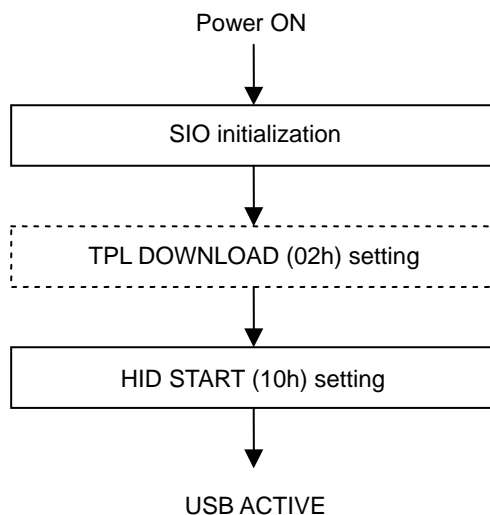 Power ON
SIO initialization
TPL DOWNLOAD (02h) setting
HID START (10h) setting
USB ACTIVE